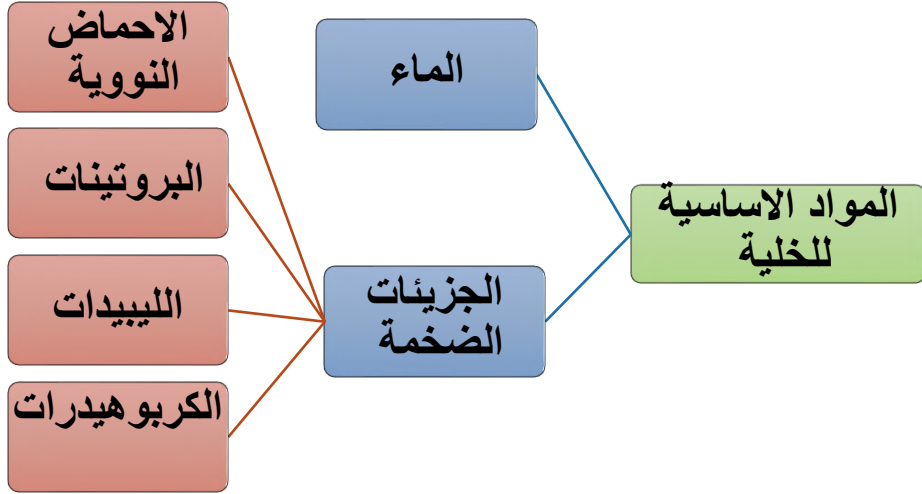 المواد الاساسية
للخلية
الماء
الجزيئات
الضخمة
الاحماض
النووية
البروتينات
الليبيدات
الكربوهيدرات